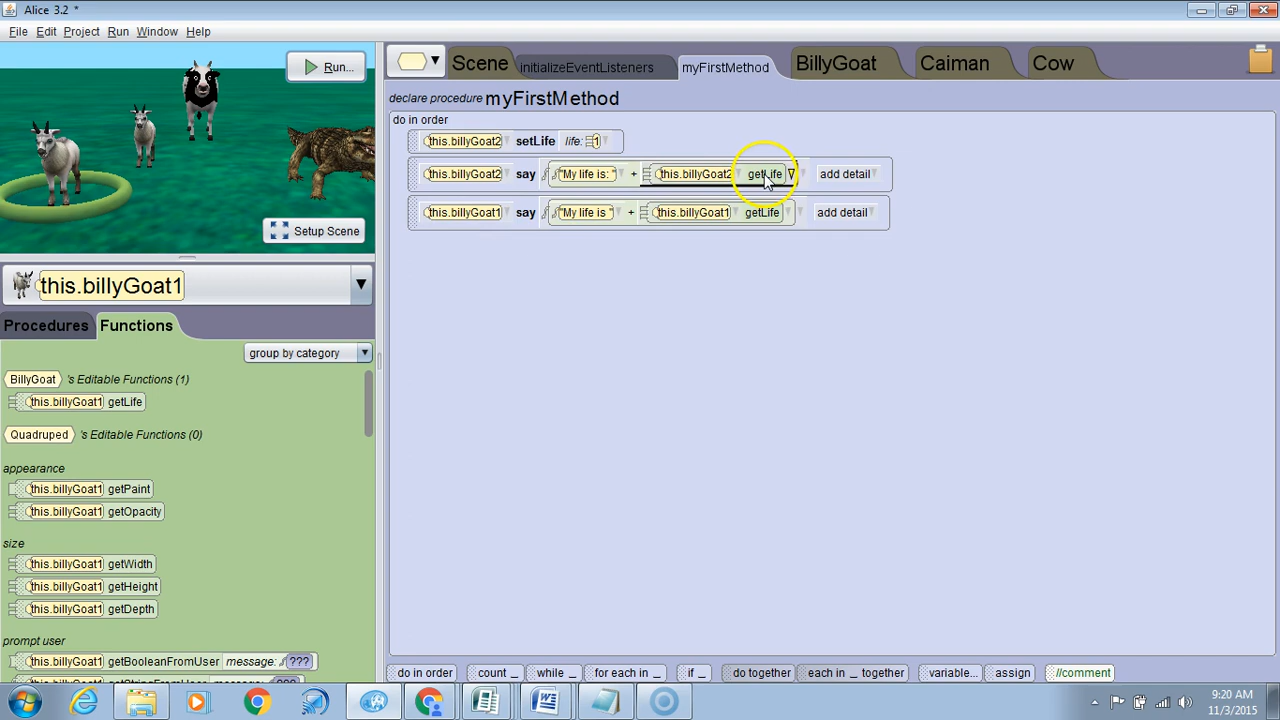 Alice 3.2 *
File Edit Project Run Window Help
Run...
Setup Scene
Scene initializeEventListeners myFirstMethod BillyGoat Caiman Cow
declare procedure myFirstMethod
do in order
this.billyGoat2 setLife life: 1
this.billyGoat2 say "My life is: " + this.billyGoat2 getLife add detail
this.billyGoat1 say "My life is " + this.billyGoat1 getLife add detail
this.billyGoat1
Procedures Functions
group by category
BillyGoat 's Editable Functions (1)
this.billyGoat1 getLife
Quadruped 's Editable Functions (0)
appearance
this.billyGoat1 getPaint
this.billyGoat1 getOpacity
size
this.billyGoat1 getWidth
this.billyGoat1 getHeight
this.billyGoat1 getDepth
prompt user
this.billyGoat1 getBooleanFromUser message: ???
do in order count _ while _ for each in _ if _ do together each in _ together variable... assign //comment
9:20 AM
11/3/2015